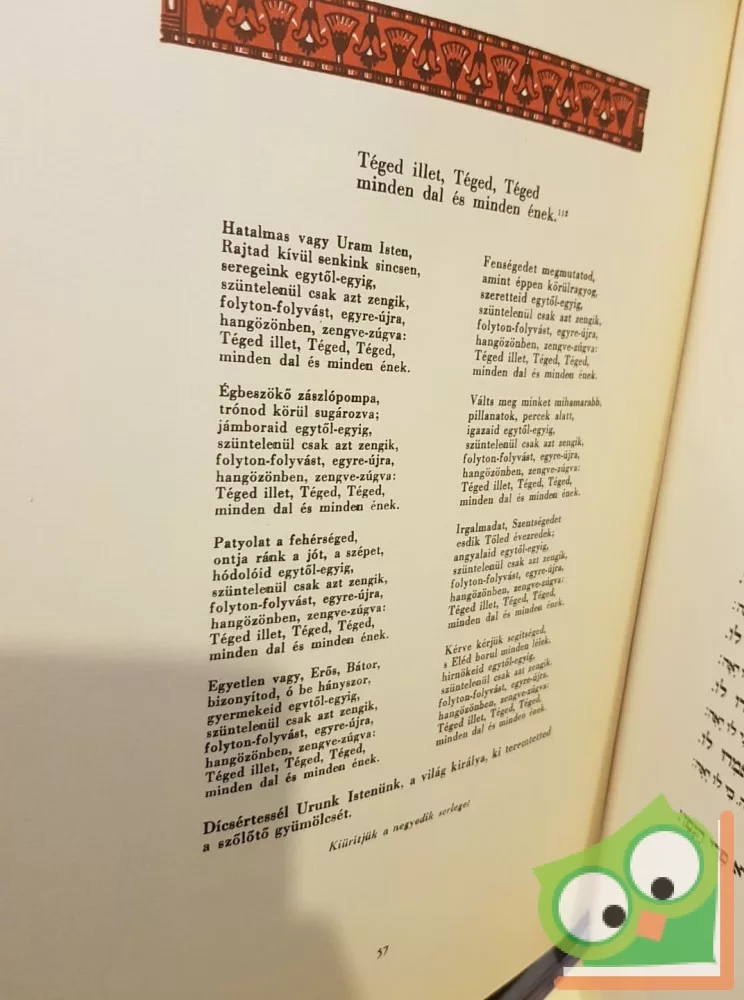 Téged illet, Téged, Téged
minden dal és minden ének.¹¹²
Hatalmas vagy Uram Isten,
Rajtad kívül senkink sincsen,
seregeink egytől-egyig,
szüntelenül csak azt zengik,
folyton-folyvást, egyre-újra,
hangözönben, zengve-zúgva:
Téged illet, Téged, Téged,
minden dal és minden ének.
Égbeszökő zászlópompa,
trónod körül sugározva;
jámboraid egytől-egyig,
szüntelenül csak azt zengik,
folyton-folyvást, egyre-újra,
hangözönben, zengve-zúgva:
Téged illet, Téged, Téged,
minden dal és minden ének.
Patyolat a fehérséged,
ontja ránk a jót, a szépet,
hódolóid egytől-egyig,
szüntelenül csak azt zengik,
folyton-folyvást, egyre-újra,
hangözönben, zengve-zúgva:
Téged illet, Téged, Téged,
minden dal és minden ének.
Egyetlen vagy, Erős, Bátor,
bizonyítod, ó be hányszor,
gyermekeid egytől-egyig,
szüntelenül csak azt zengik,
folyton-folyvást, egyre-újra,
hangözönben, zengve-zúgva:
Téged illet, Téged, Téged,
minden dal és minden ének.
Fenségedet megmutatod,
amint éppen körülragyog,
szeretteid egytől-egyig,
szüntelenül csak azt zengik,
folyton-folyvást, egyre-újra,
hangözönben, zengve-zúgva:
Téged illet, Téged, Téged,
minden dal és minden ének.
Válts meg minket mihamarabb,
pillanatok, percek alatt,
igazaid egytől-egyig,
szüntelenül csak azt zengik,
folyton-folyvást, egyre-újra,
hangözönben, zengve-zúgva:
Téged illet, Téged, Téged,
minden dal és minden ének.
Irgalmadat, Szentségedet
esdik Tőled évezredek;
angyalaid egytől-egyig,
szüntelenül csak azt zengik,
folyton-folyvást, egyre-újra,
hangözönben, zengve-zúgva:
Téged illet, Téged, Téged,
minden dal és minden ének.
Kérve kérjük segítséged,
s Eléd borul minden lélek.
hirnökeid egytől-egyig,
szüntelenül csak azt zengik.
folyton-folyvást, egyre-újra,
hangözönben, zengve-zúgva:
Téged illet, Téged, Téged,
minden dal és minden ének.
Dícsértessél Urunk Istenünk, a világ királya, ki teremtetted
a szőlőtő gyümölcsét.
Kiürítjük a negyedik serleget
57